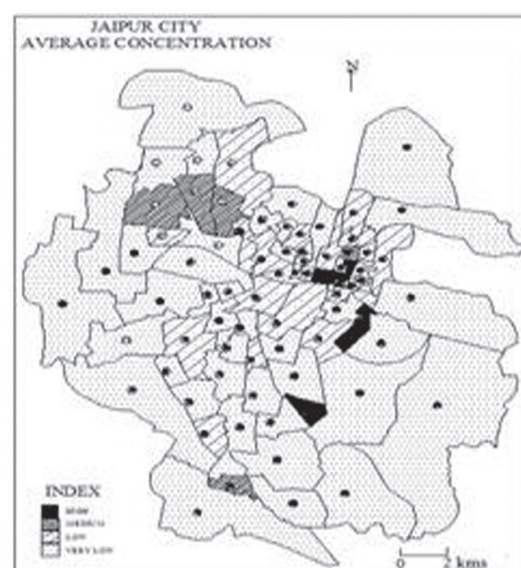 JAIPUR CITY
AVERAGE CONCENTRATION
N
INDEX
HIGH
MEDIUM
LOW
VERY LOW
0 2 kms